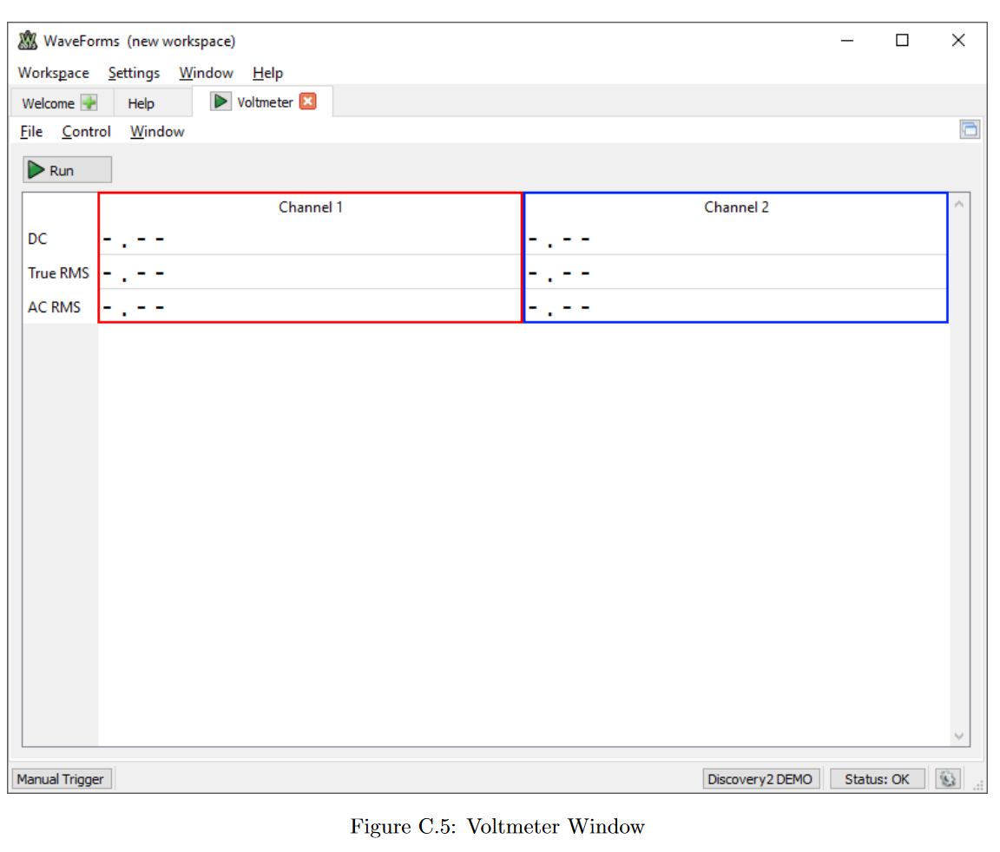 WaveForms (new workspace)
Workspace Settings Window Help
Welcome Help Voltmeter
File Control Window
Run
Channel 1 Channel 2
DC -.-- -.--
True RMS -.-- -.--
AC RMS -.-- -.--
Manual Trigger Discovery2 DEMO Status: OK
Figure C.5: Voltmeter Window